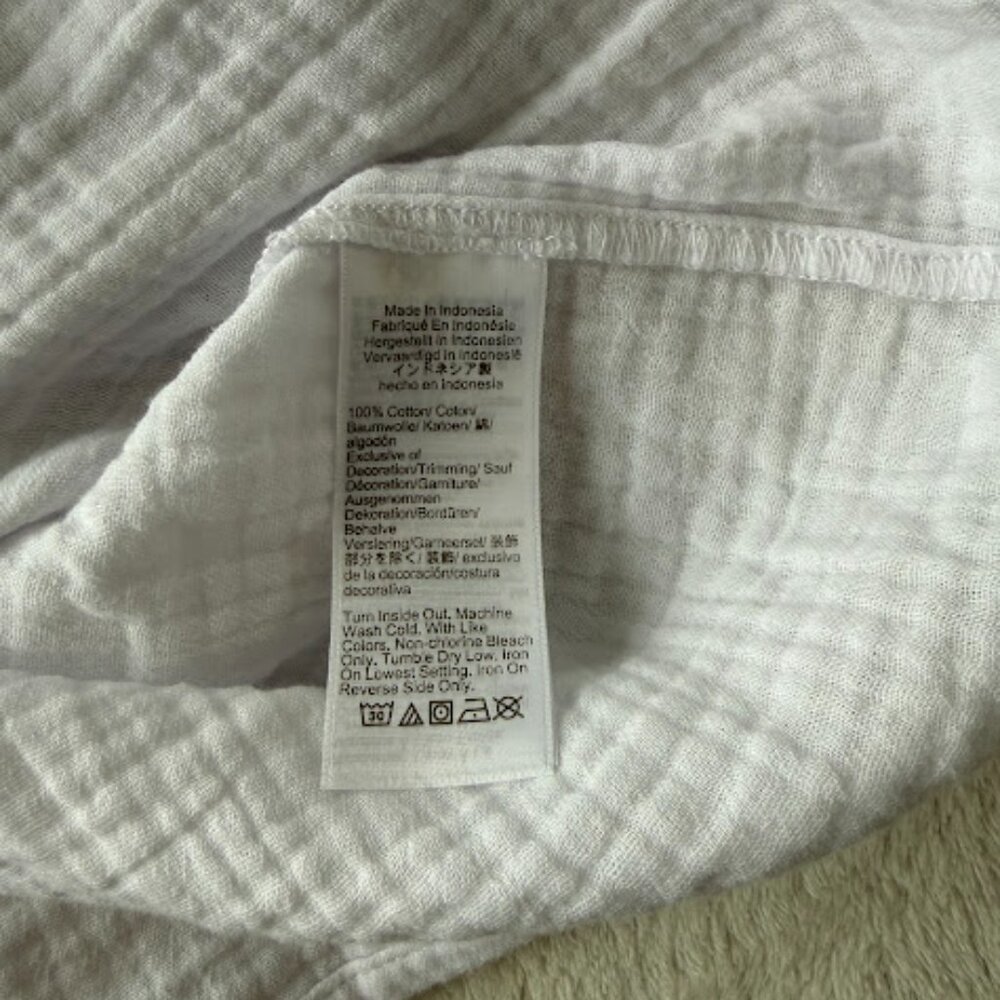 Made In Indonesia
Fabriqué En Indonésie
Hergestellt in Indonesien
Vervaardigd in Indonesië
インドネシア製
hecho en indonesia
100% Cotton/ Coton/
Baumwolle/ Katoen/ 綿/
algodón
Exclusive of
Decoration/Trimming/ Sauf
Décoration/Garniture/
Ausgenommen
Dekoration/Bordüren/
Behalve
Versiering/Garneersel/ 装飾
部分を除く/ 装飾/ exclusivo
de la decoración/costura
decorativa
Turn Inside Out, Machine
Wash Cold, With Like
Colors, Non-chlorine Bleach
Only, Tumble Dry Low, Iron
On Lowest Setting, Iron On
Reverse Side Only.
30